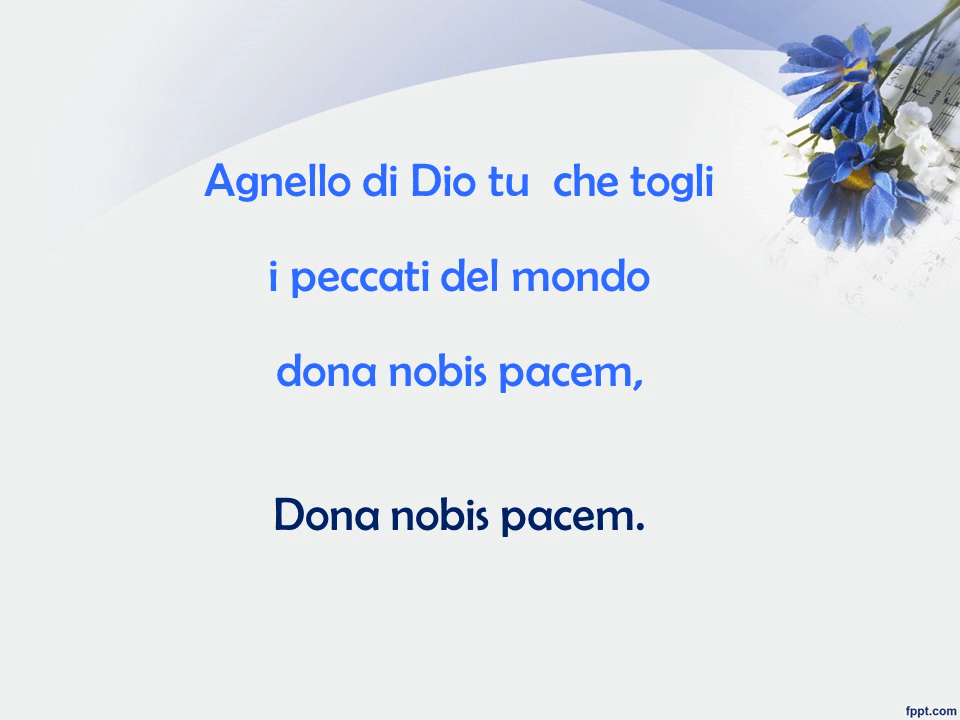 Agnello di Dio tu  che togli
i peccati del mondo
dona nobis pacem,
Dona nobis pacem.
fppt.com